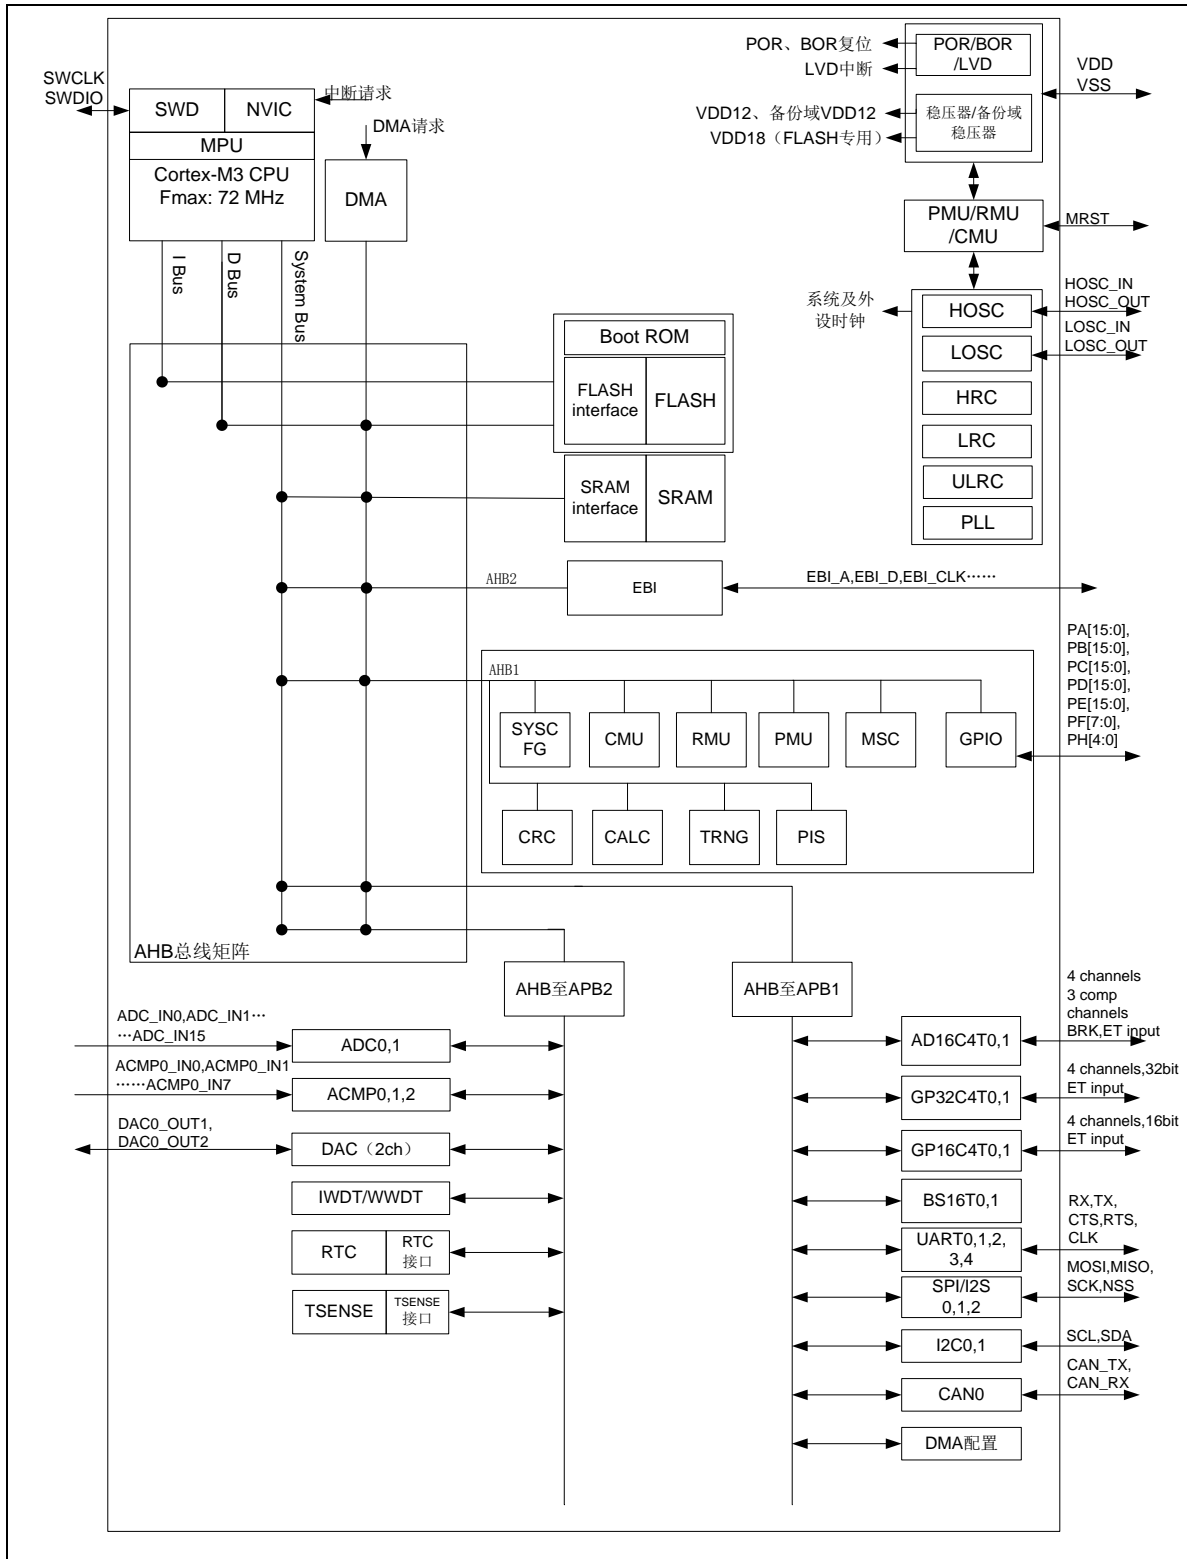 SWCLK
SWDIO
SWD
NVIC
中断请求
MPU
Cortex-M3 CPU
Fmax: 72 MHz
DMA请求
DMA
I Bus
D Bus
System Bus
POR、BOR复位
LVD中断
POR/BOR
/LVD
VDD12、备份域VDD12
VDD18（FLASH专用）
稳压器/备份域
稳压器
VDD
VSS
PMU/RMU
/CMU
MRST
系统及外
设时钟
HOSC
LOSC
HRC
LRC
ULRC
PLL
HOSC_IN
HOSC_OUT
LOSC_IN
LOSC_OUT
Boot ROM
FLASH
interface
FLASH
SRAM
interface
SRAM
AHB2
EBI
EBI_A,EBI_D,EBI_CLK······
AHB1
SYSC
FG
CMU
RMU
PMU
MSC
GPIO
PA[15:0],
PB[15:0],
PC[15:0],
PD[15:0],
PE[15:0],
PF[7:0],
PH[4:0]
CRC
CALC
TRNG
PIS
AHB总线矩阵
AHB至APB2
AHB至APB1
ADC_IN0,ADC_IN1···
···ADC_IN15
ADC0,1
ACMP0_IN0,ACMP0_IN1
······ACMP0_IN7
ACMP0,1,2
DAC0_OUT1,
DAC0_OUT2
DAC（2ch）
IWDT/WWDT
RTC
RTC
接口
TSENSE
TSENSE
接口
AD16C4T0,1
4 channels
3 comp
channels
BRK,ET input
GP32C4T0,1
4 channels,32bit
ET input
GP16C4T0,1
4 channels,16bit
ET input
BS16T0,1
UART0,1,2,
3,4
RX,TX,
CTS,RTS,
CLK
SPI/I2S
0,1,2
MOSI,MISO,
SCK,NSS
I2C0,1
SCL,SDA
CAN0
CAN_TX,
CAN_RX
DMA配置